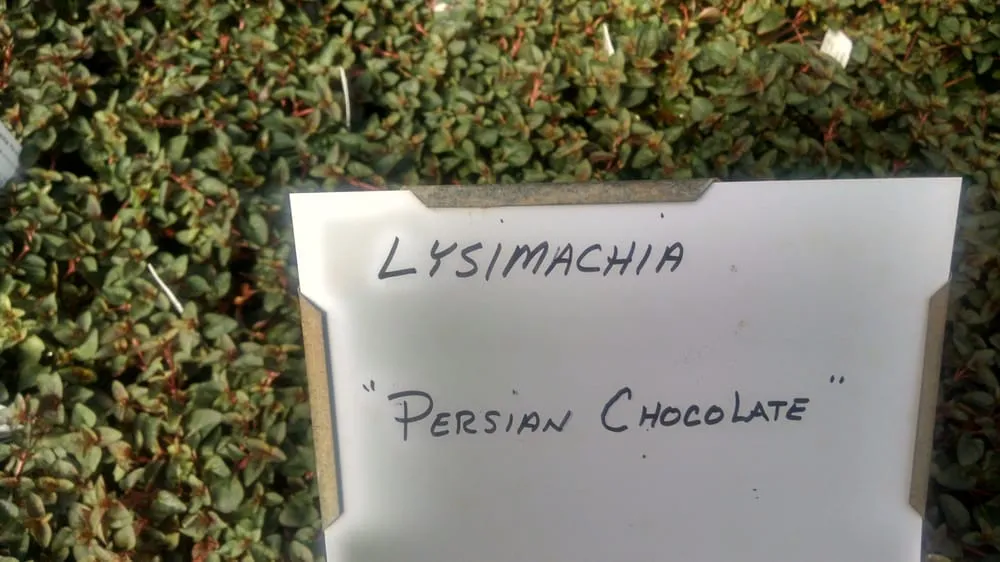 LYSIMACHIA
"PERSIAN CHOCOLATE"